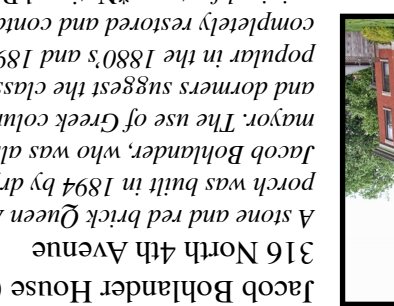 Jacob Bohlander House (
316 North 4th Avenue
A stone and red brick Queen
porch was built in 1894 by
Jacob Bohlander, who was
mayor. The use of Greek
and dormers suggest the
popular in the 1880's and
completely restored and